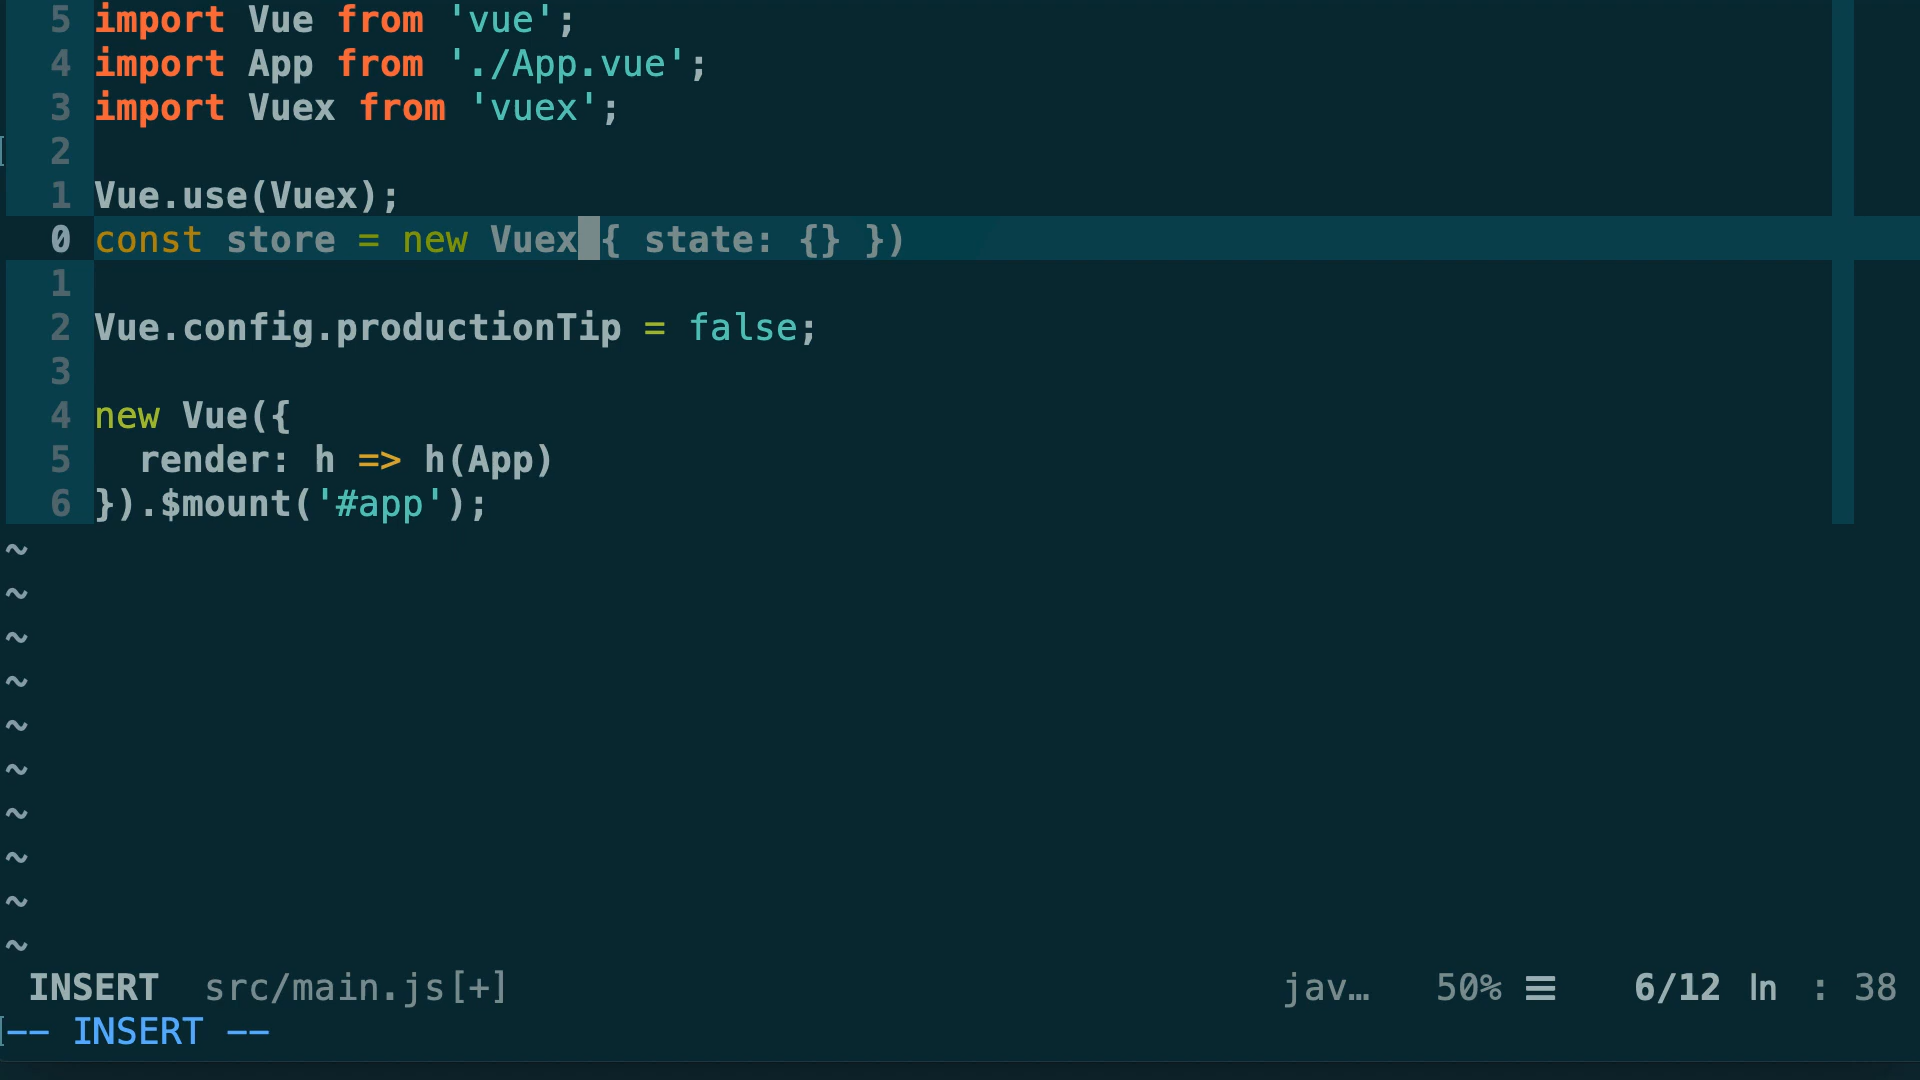 5 import Vue from 'vue';
4 import App from './App.vue';
3 import Vuex from 'vuex';
2
1 Vue.use(Vuex);
0 const store = new Vuex { state: {} })
1
2 Vue.config.productionTip = false;
3
4 new Vue({
5   render: h => h(App)
6 }).$mount('#app');
~
~
~
~
~
~
~
~
~
~
INSERT src/main.js[+] jav… 50% ☰ 6/12 ln : 38
-- INSERT --